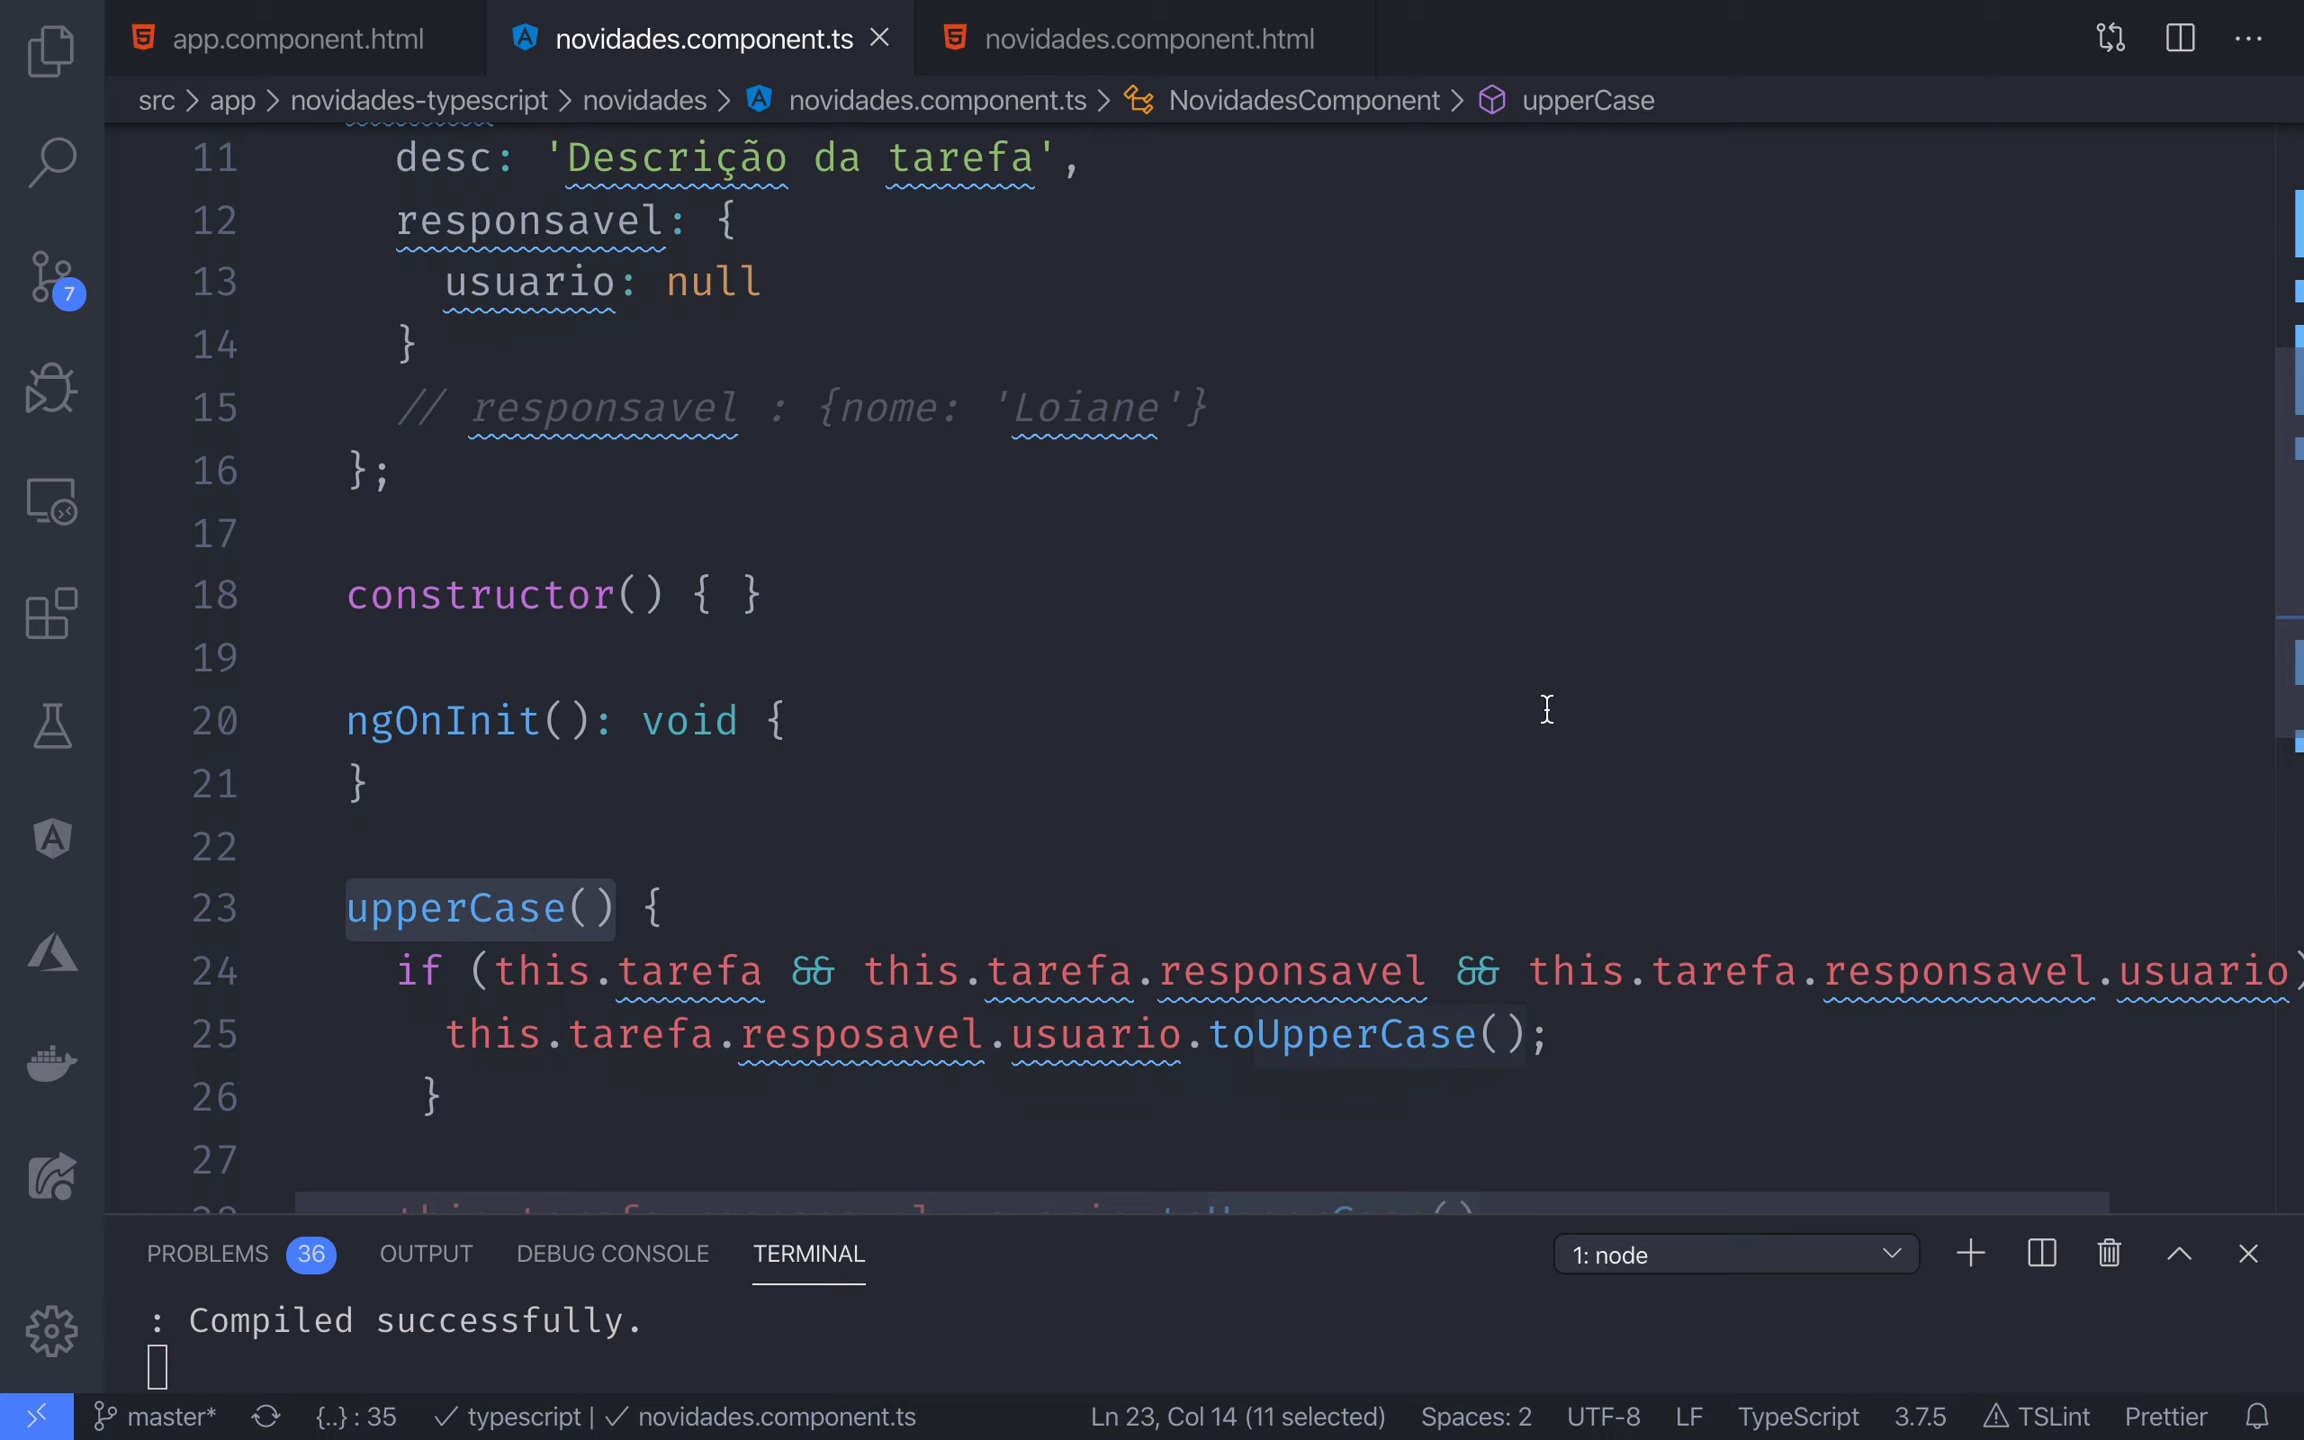 app.component.html
novidades.component.ts
novidades.component.html
src > app > novidades-typescript > novidades > novidades.component.ts > NovidadesComponent > upperCase
11 desc: 'Descrição da tarefa',
12 responsavel: {
13 usuario: null
14 }
15 // responsavel : {nome: 'Loiane'}
16 };
17
18 constructor() { }
19
20 ngOnInit(): void {
21 }
22
23 upperCase() {
24 if (this.tarefa && this.tarefa.responsavel && this.tarefa.responsavel.usuario)
25 this.tarefa.resposavel.usuario.toUpperCase();
26 }
27
7
PROBLEMS 36 OUTPUT DEBUG CONSOLE TERMINAL 1: node
: Compiled successfully.
master* {..} : 35 typescript | novidades.component.ts Ln 23, Col 14 (11 selected) Spaces: 2 UTF-8 LF TypeScript 3.7.5 TSLint Prettier